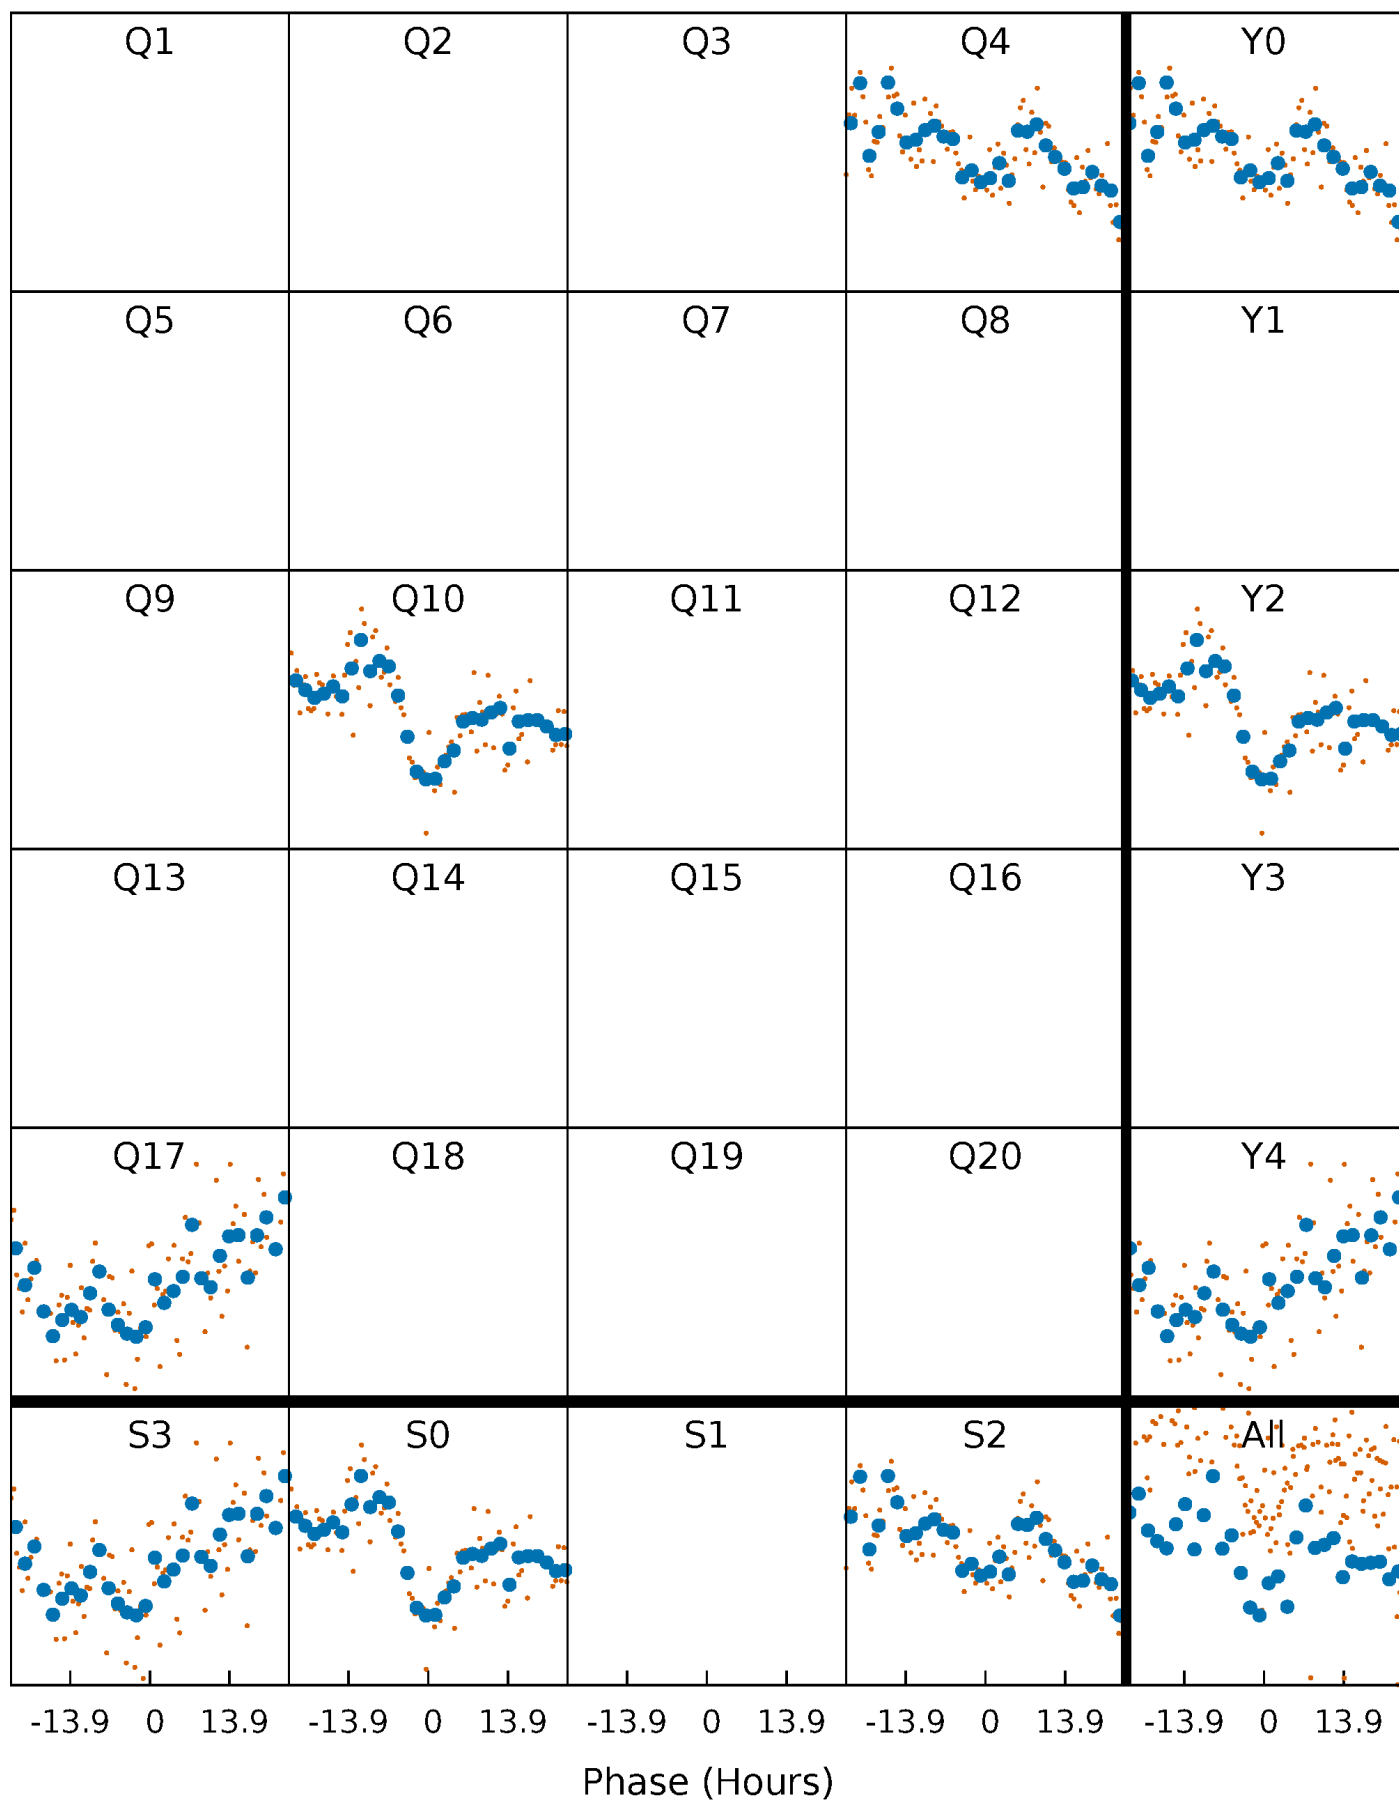 Q1 Q2 Q3 Q4 Y0
Q5 Q6 Q7 Q8 Y1
Q9 Q10 Q11 Q12 Y2
Q13 Q14 Q15 Q16 Y3
Q17 Q18 Q19 Q20 Y4
S3 S0 S1 S2 All
-13.9 0 13.9 -13.9 0 13.9 -13.9 0 13.9 -13.9 0 13.9 -13.9 0 13.9
Phase (Hours)